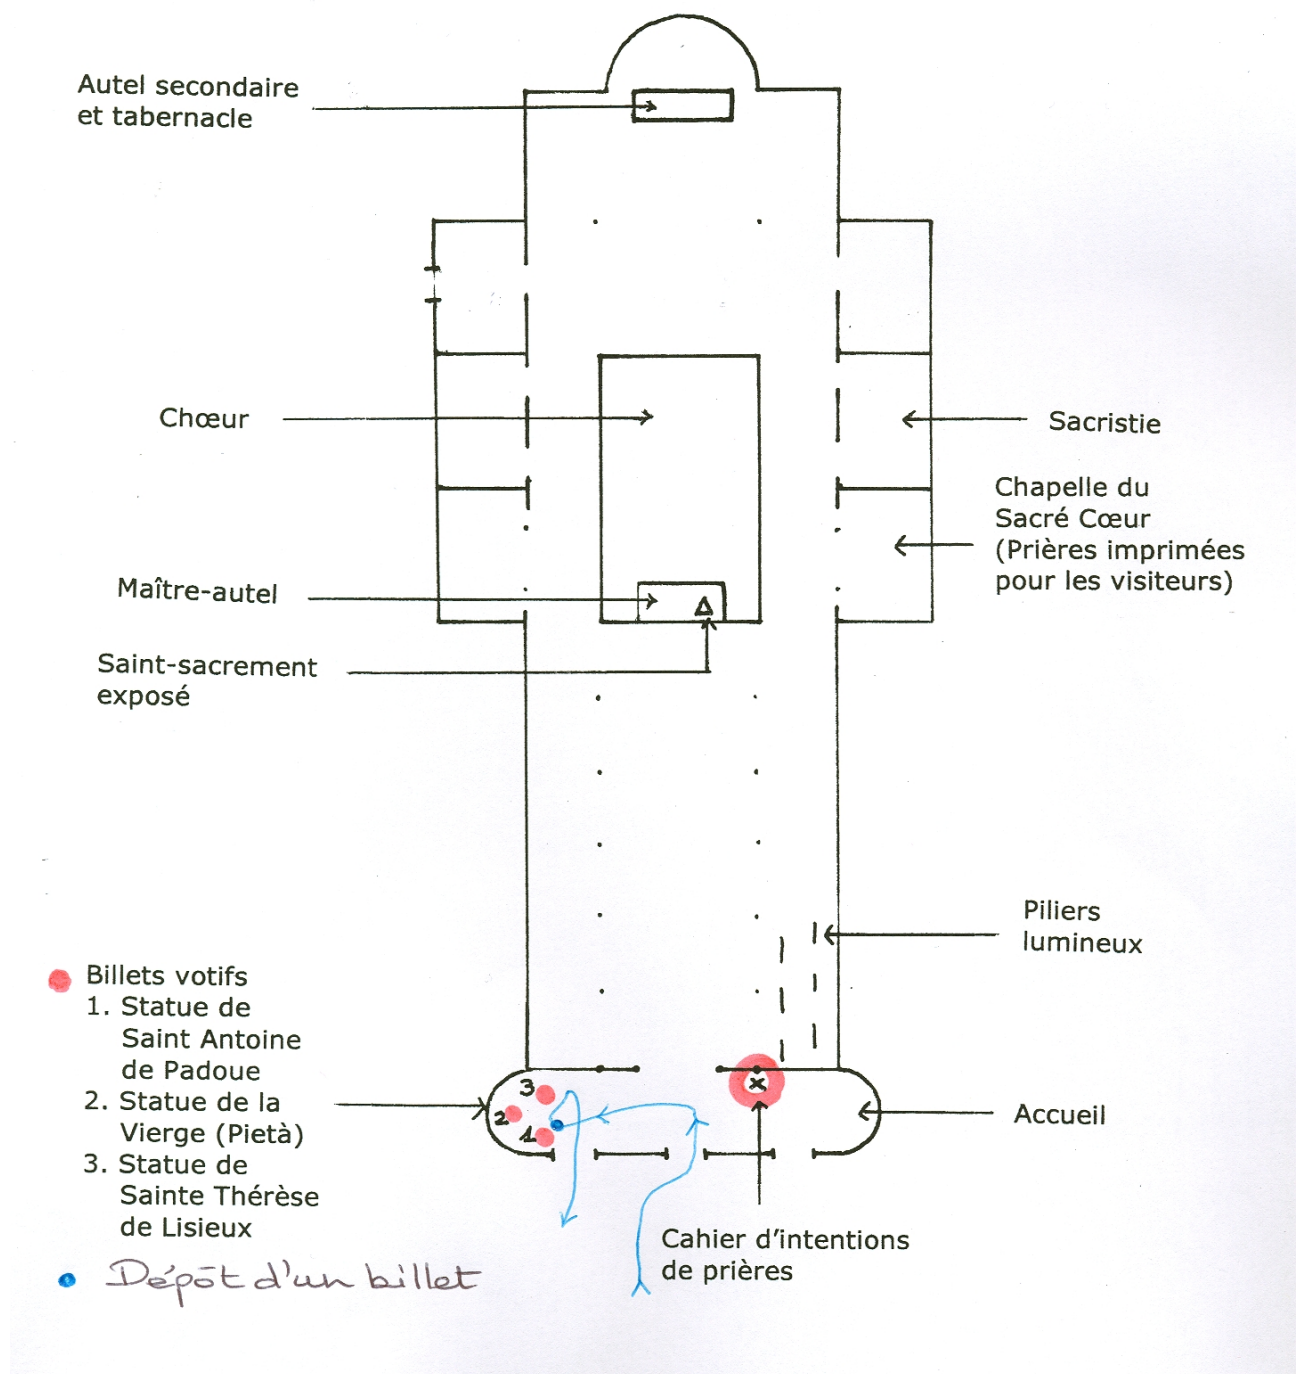 Autel secondaire
et tabernacle
Chœur
Sacristie
Chapelle du
Sacré Cœur
(Prières imprimées
pour les visiteurs)
Maître-autel
Δ
Saint-sacrement
exposé
Piliers
lumineux
Billets votifs
1. Statue de
Saint Antoine
de Padoue
2. Statue de la
Vierge (Pietà)
3. Statue de
Sainte Thérèse
de Lisieux
3
2
1
x
Accueil
Cahier d'intentions
de prières
Dépôt d'un billet